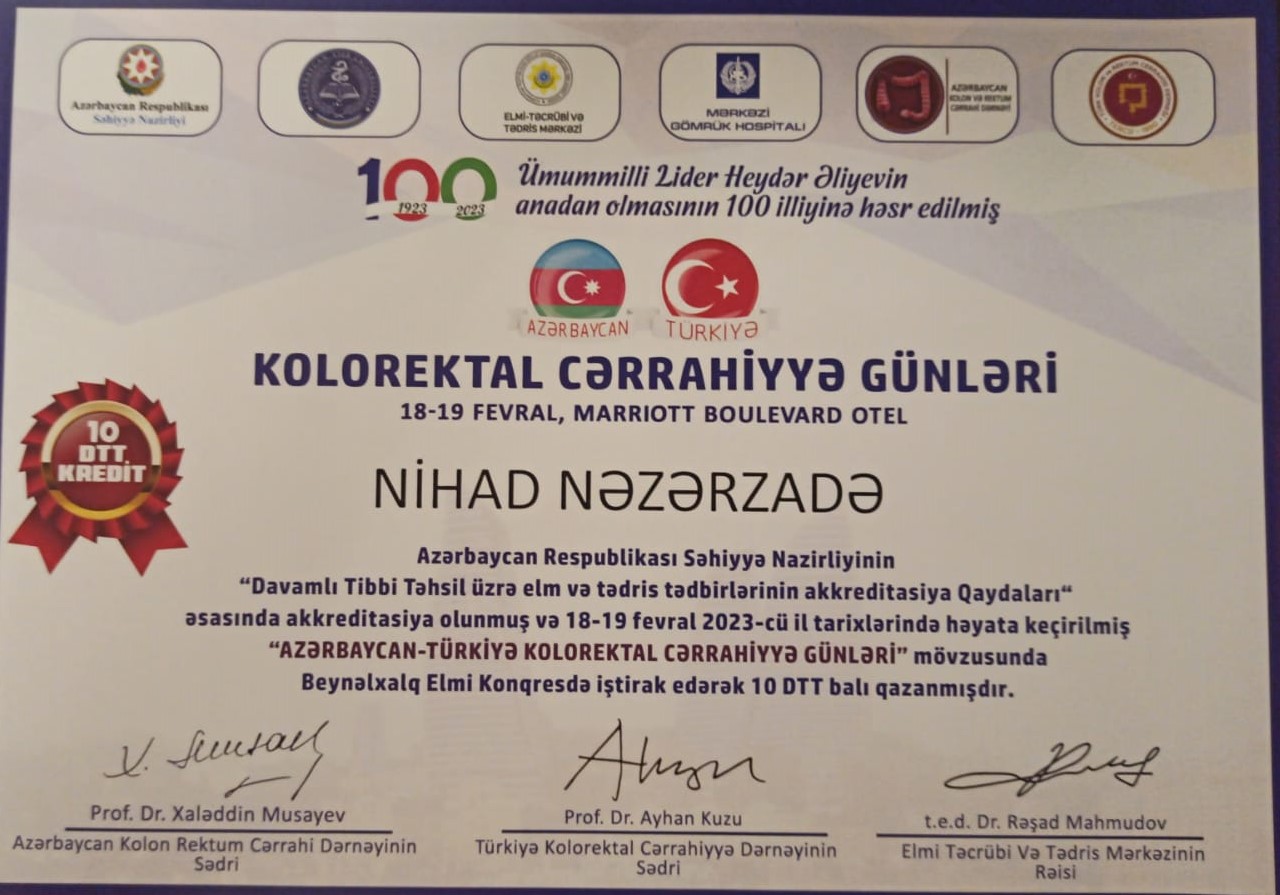 Azərbaycan Respublikası
Səhiyyə Nazirliyi
ELMİ-TƏCRÜBİ VƏ
TƏDRİS MƏRKƏZİ
MƏRKƏZİ
GÖMRÜK HOSPİTALI
AZƏRBAYCAN
KOLON VƏ REKTUM
CƏRRAHİ DƏRNƏYİ
100
1923 2023
Ümummilli Lider Heydər Əliyevin
anadan olmasının 100 illiyinə həsr edilmiş
AZƏRBAYCAN TÜRKİYƏ
KOLOREKTAL CƏRRAHİYYƏ GÜNLƏRİ
18-19 FEVRAL, MARRIOTT BOULEVARD OTEL
10
DTT
KREDİT
NİHAD NƏZƏRZADƏ
Azərbaycan Respublikası Səhiyyə Nazirliyinin
“Davamlı Tibbi Təhsil üzrə elm və tədris tədbirlərinin akkreditasiya Qaydaları“
əsasında akkreditasiya olunmuş və 18-19 fevral 2023-cü il tarixlərində həyata keçirilmiş
“AZƏRBAYCAN-TÜRKİYƏ KOLOREKTAL CƏRRAHİYYƏ GÜNLƏRİ” mövzusunda
Beynəlxalq Elmi Konqresdə iştirak edərək 10 DTT balı qazanmışdır.
Prof. Dr. Xaləddin Musayev
Azərbaycan Kolon Rektum Cərrahi Dərnəyinin
Sədri
Prof. Dr. Ayhan Kuzu
Türkiyə Kolorektal Cərrahiyyə Dərnəyinin
Sədri
t.e.d. Dr. Rəşad Mahmudov
Elmi Təcrübi Və Tədris Mərkəzinin
Rəisi